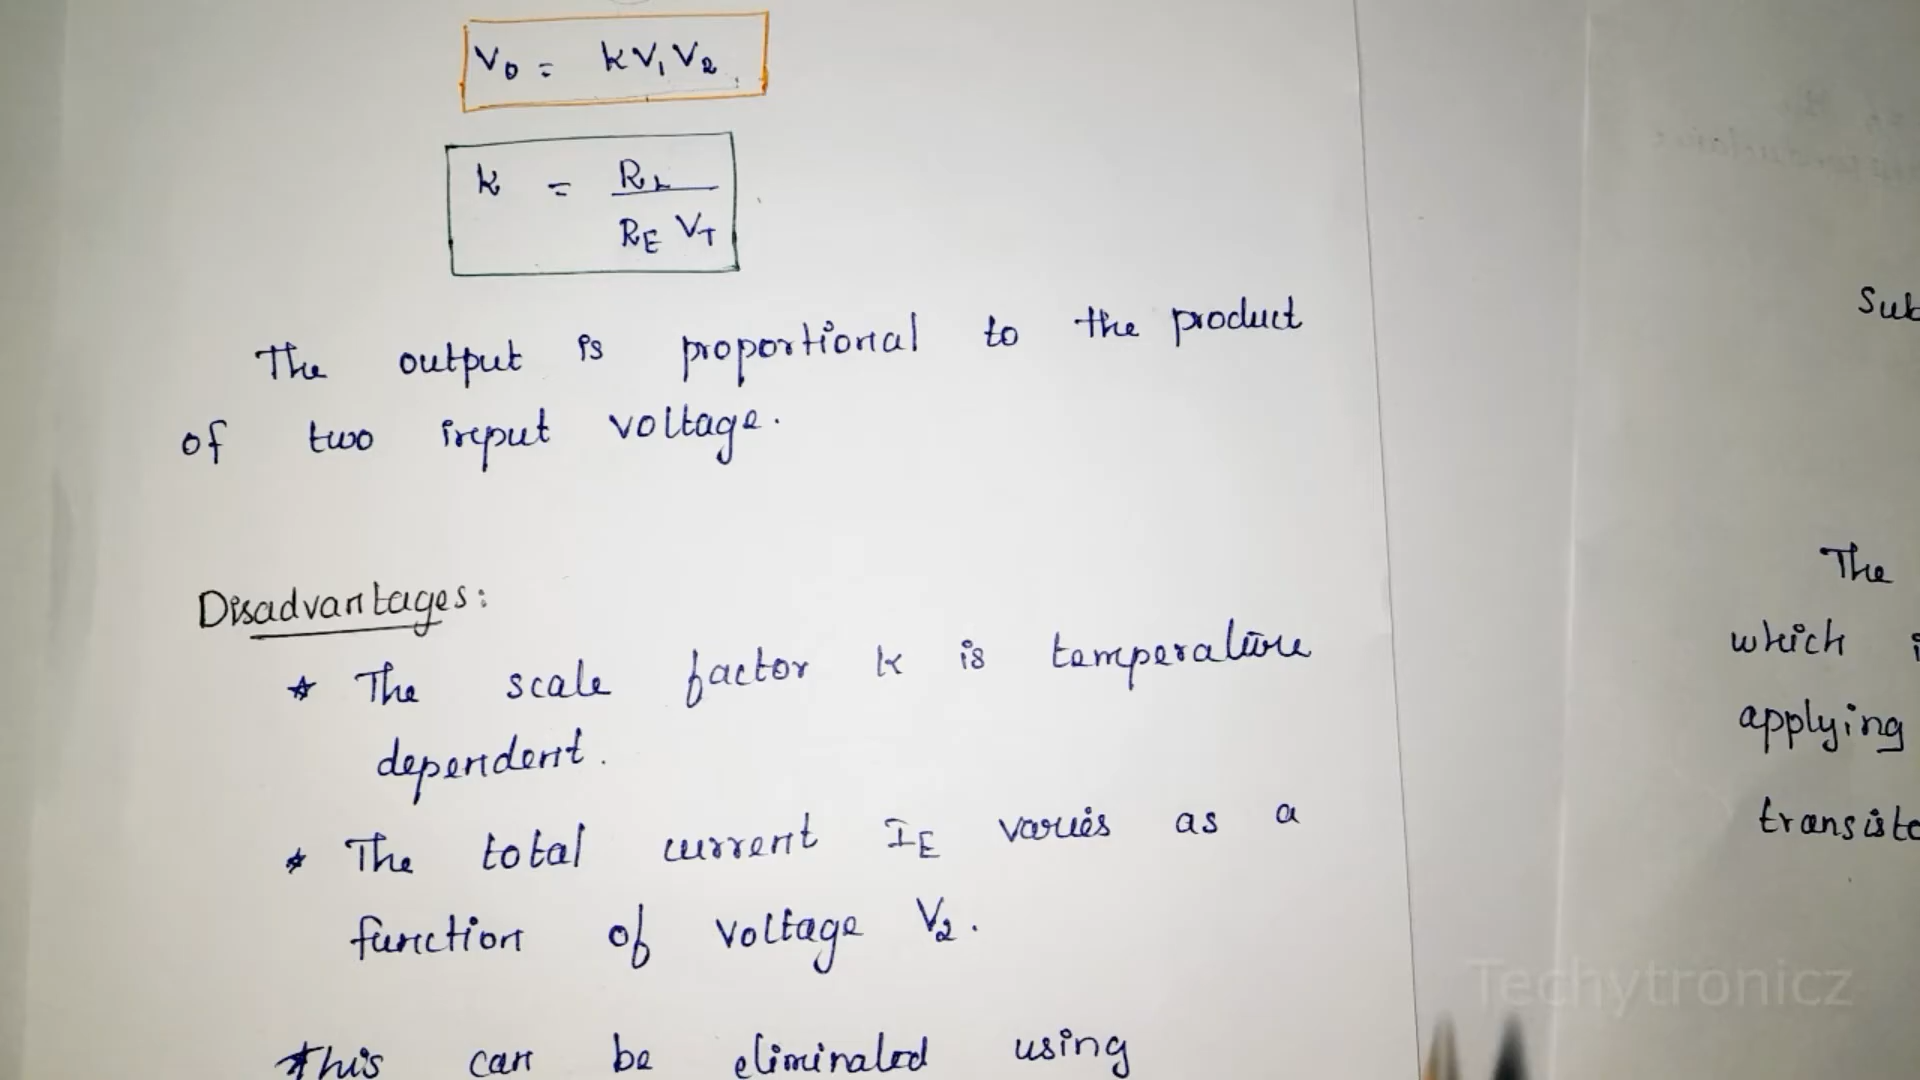 V0 = kV1V2
k = RL
RE VT
The output is proportional to the product
of two input voltage.
Disadvantages:
* The scale factor k is temperature
dependent.
* The total current IE varies as a
function of voltage V2.
This can be eliminated using
Sub
The
which i
applying
transisto
Techytronicz